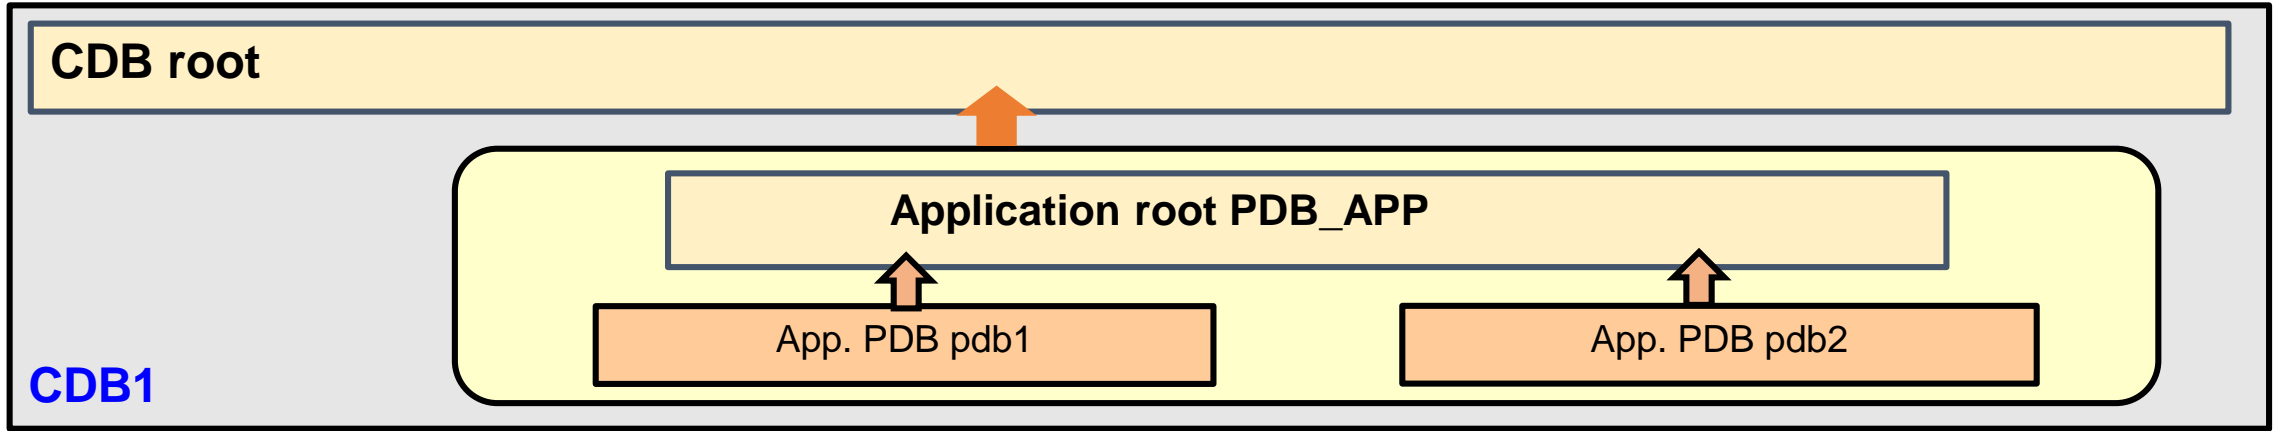 CDB root
Application root PDB_APP
App. PDB pdb1
App. PDB pdb2
CDB1